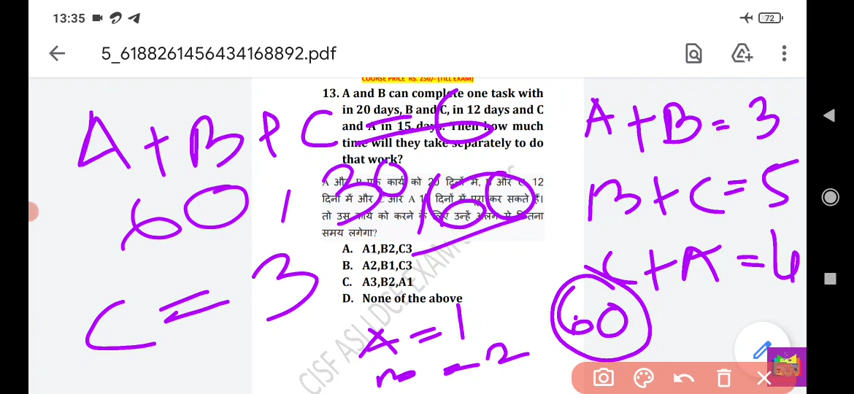 13:35
72
5_6188261456434168892.pdf
COURSE PRICE RS. 250/- (TILL EXAM)
13. A and B can complete one task with
in 20 days, B and C, in 12 days and C
and A in 15 days. Then how much
time will they take separately to do
that work?
A और B एक कार्य को 20 दिनों में, B और C, 12
दिनों में और C और A 15 दिनों में पूरा कर सकते हैं।
तो उस कार्य को करने के लिए उन्हें अलग से कितना
समय लगेगा?
A. A1,B2,C3
B. A2,B1,C3
C. A3,B2,A1
D. None of the above
CISF ASI LDCE EXAM
A+B+C=6
60, 30, 60
C=3
A=1
B=2
A+B=3
B+C=5
C+A=4
60